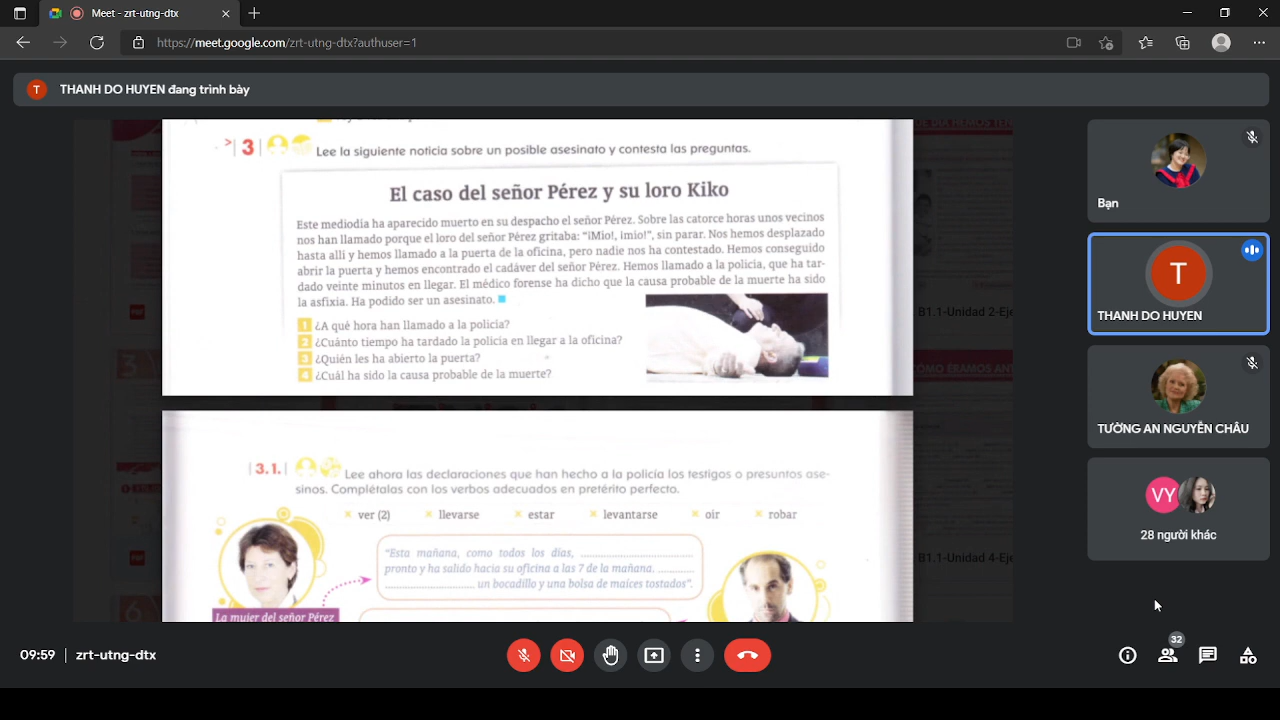 Meet - zrt-utng-dtx
https://meet.google.com/zrt-utng-dtx?authuser=1
T THANH DO HUYEN đang trình bày
> | 3 | Lee la siguiente noticia sobre un posible asesinato y contesta las preguntas.
El caso del señor Pérez y su loro Kiko
Este mediodía ha aparecido muerto en su despacho el señor Pérez. Sobre las catorce horas unos vecinos
nos han llamado porque el loro del señor Pérez gritaba: "¡Mío!, ¡mío!", sin parar. Nos hemos desplazado
hasta allí y hemos llamado a la puerta de la oficina, pero nadie nos ha contestado. Hemos conseguido
abrir la puerta y hemos encontrado el cadáver del señor Pérez. Hemos llamado a la policía, que ha tar-
dado veinte minutos en llegar. El médico forense ha dicho que la causa probable de la muerte ha sido
la asfixia. Ha podido ser un asesinato.
1 ¿A qué hora han llamado a la policía?
2 ¿Cuánto tiempo ha tardado la policía en llegar a la oficina?
3 ¿Quién les ha abierto la puerta?
4 ¿Cuál ha sido la causa probable de la muerte?
| 3.1. | Lee ahora las declaraciones que han hecho a la policía los testigos o presuntos ase-
sinos. Complétalas con los verbos adecuados en pretérito perfecto.
× ver (2) × llevarse × estar × levantarse × oír × robar
"Esta mañana, como todos los días, ..............................
pronto y ha salido hacia su oficina a las 7 de la mañana. ..........
......................... un bocadillo y una bolsa de maíces tostados".
La mujer del señor Pérez
B1.1-Unidad 2-Eje
CÓMO ÉRAMOS ANT
B1.1-Unidad 4-Eje
3
6
Bạn
T
THANH DO HUYEN
TƯỜNG AN NGUYỄN CHÂU
VY
28 người khác
09:59 | zrt-utng-dtx
32